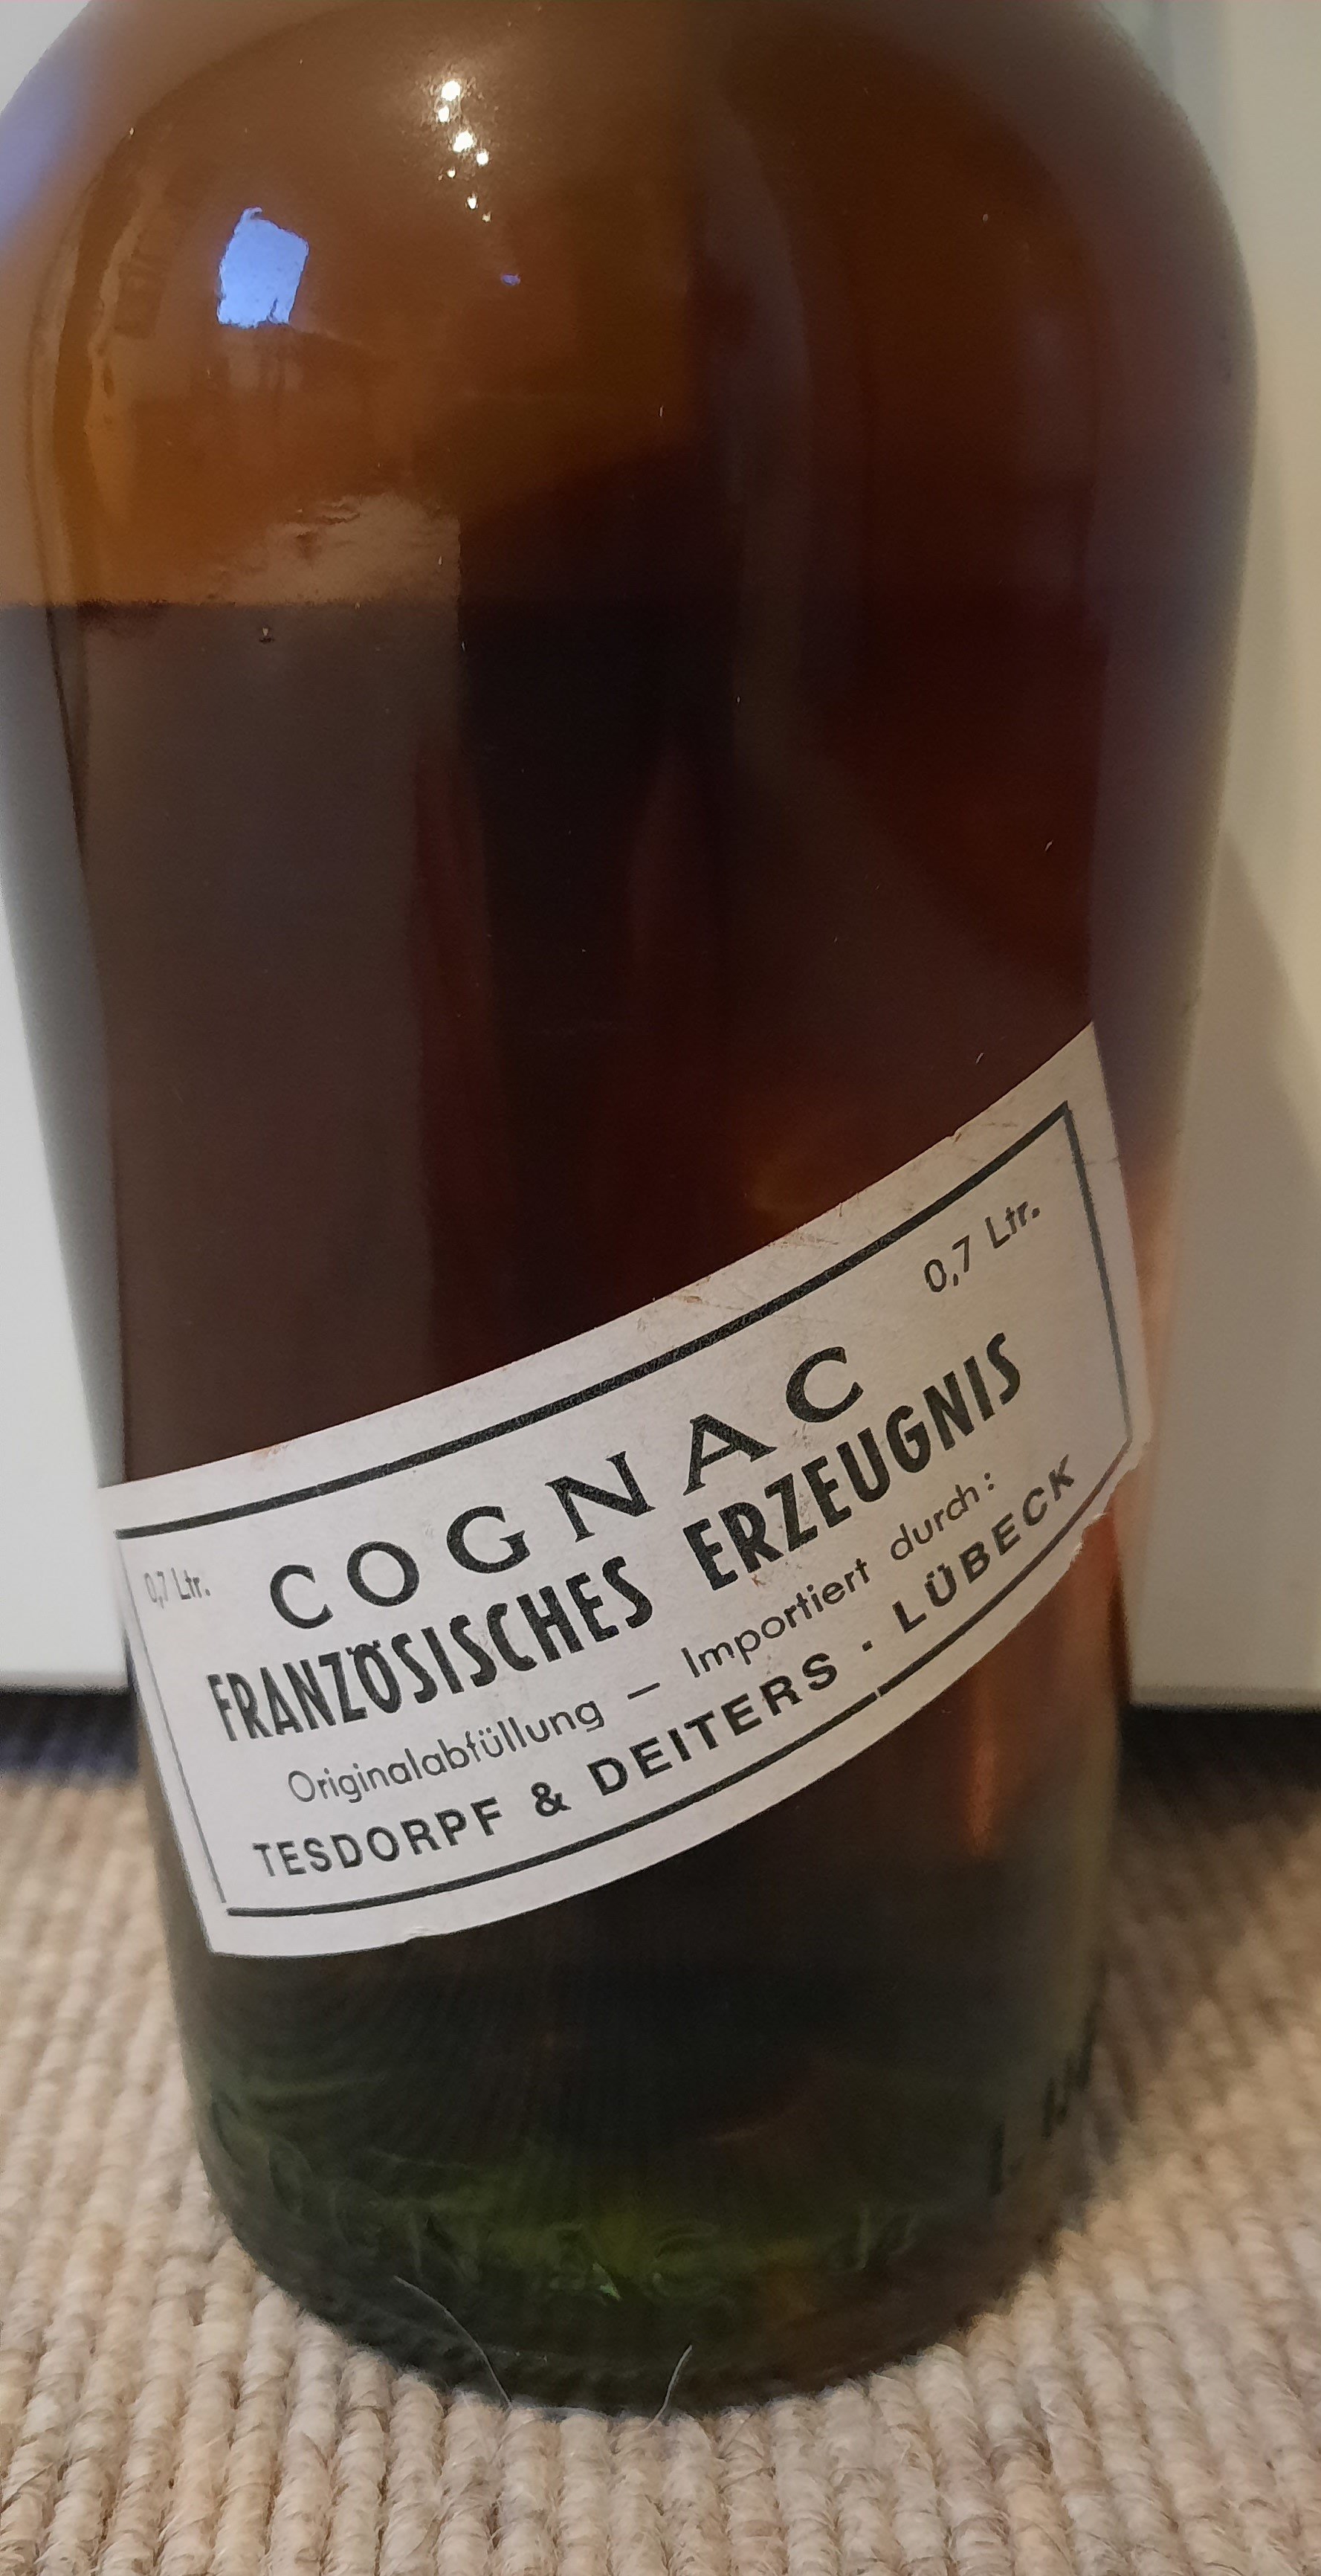 0,7 Ltr.
0,7 Ltr.
COGNAC
FRANZÖSISCHES ERZEUGNIS
Originalabfüllung – Importiert durch:
TESDORPF & DEITERS · LÜBECK